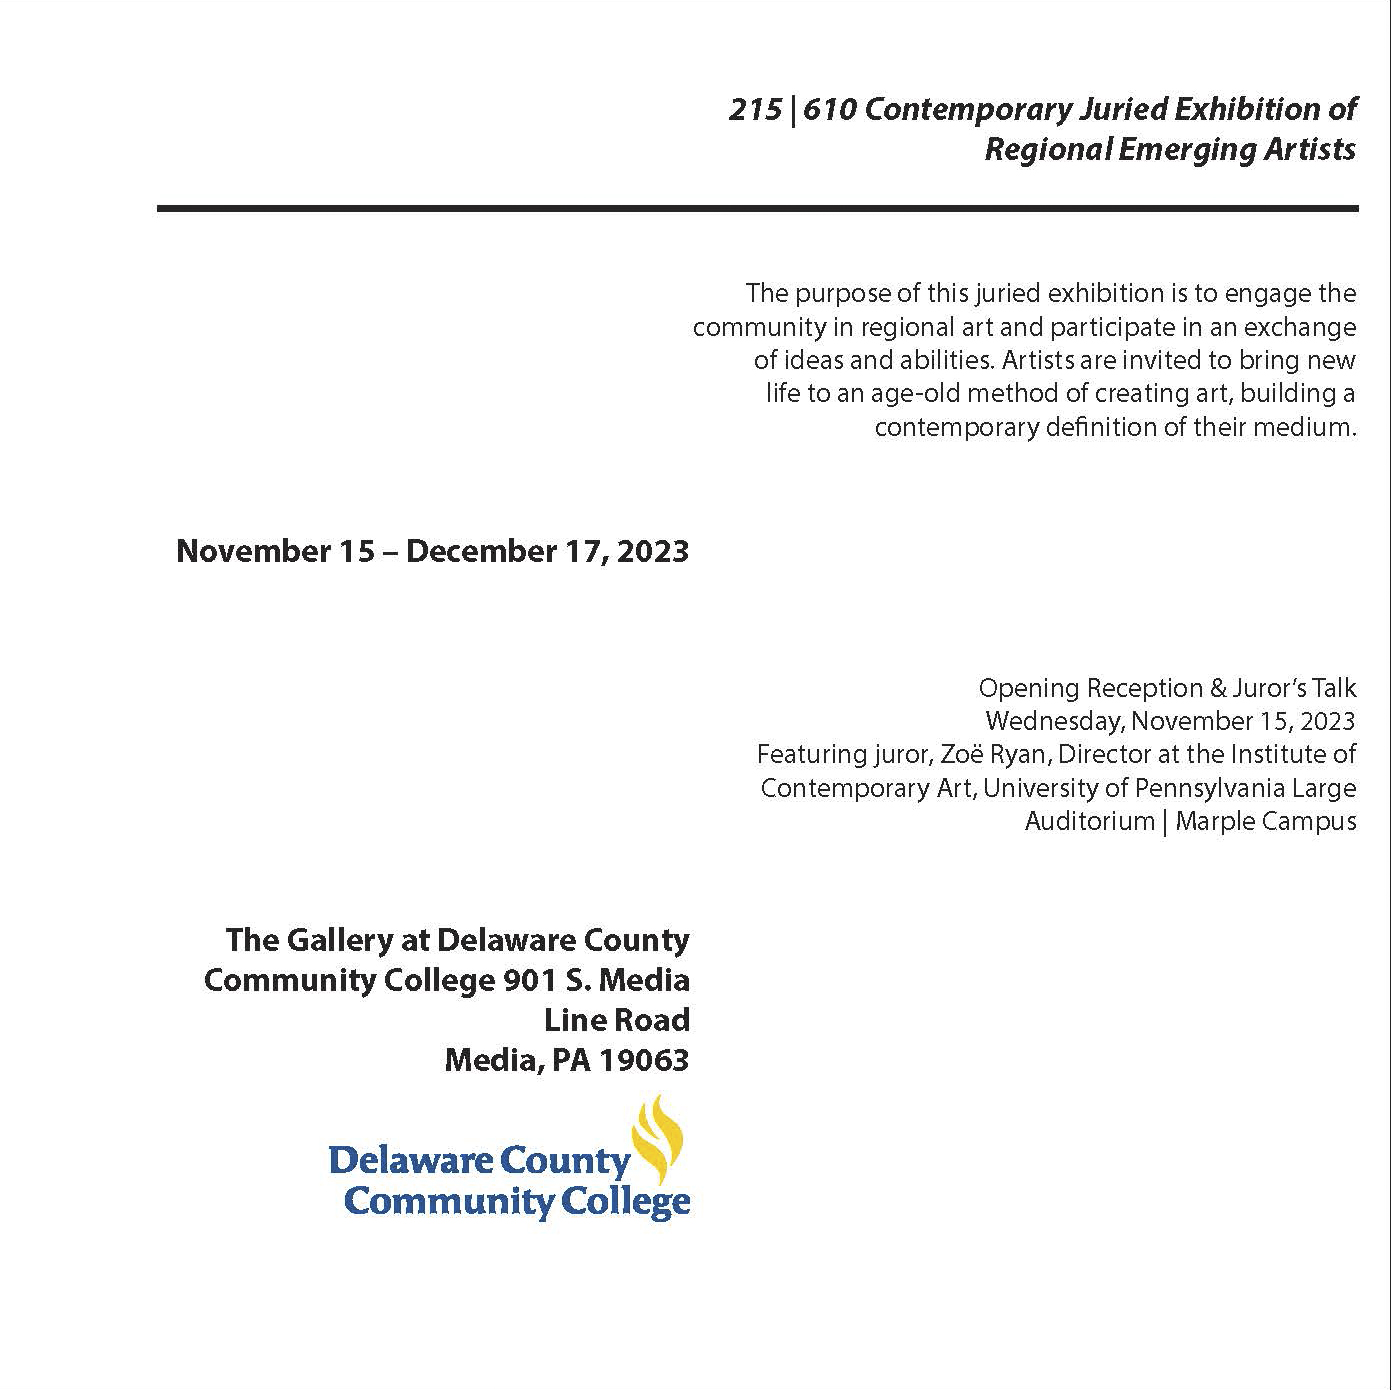 215 | 610 Contemporary Juried Exhibition of
Regional Emerging Artists
The purpose of this juried exhibition is to engage the
community in regional art and participate in an exchange
of ideas and abilities. Artists are invited to bring new
life to an age-old method of creating art, building a
contemporary definition of their medium.
November 15 – December 17, 2023
Opening Reception & Juror’s Talk
Wednesday, November 15, 2023
Featuring juror, Zoë Ryan, Director at the Institute of
Contemporary Art, University of Pennsylvania Large
Auditorium | Marple Campus
The Gallery at Delaware County
Community College 901 S. Media
Line Road
Media, PA 19063
Delaware County
Community College